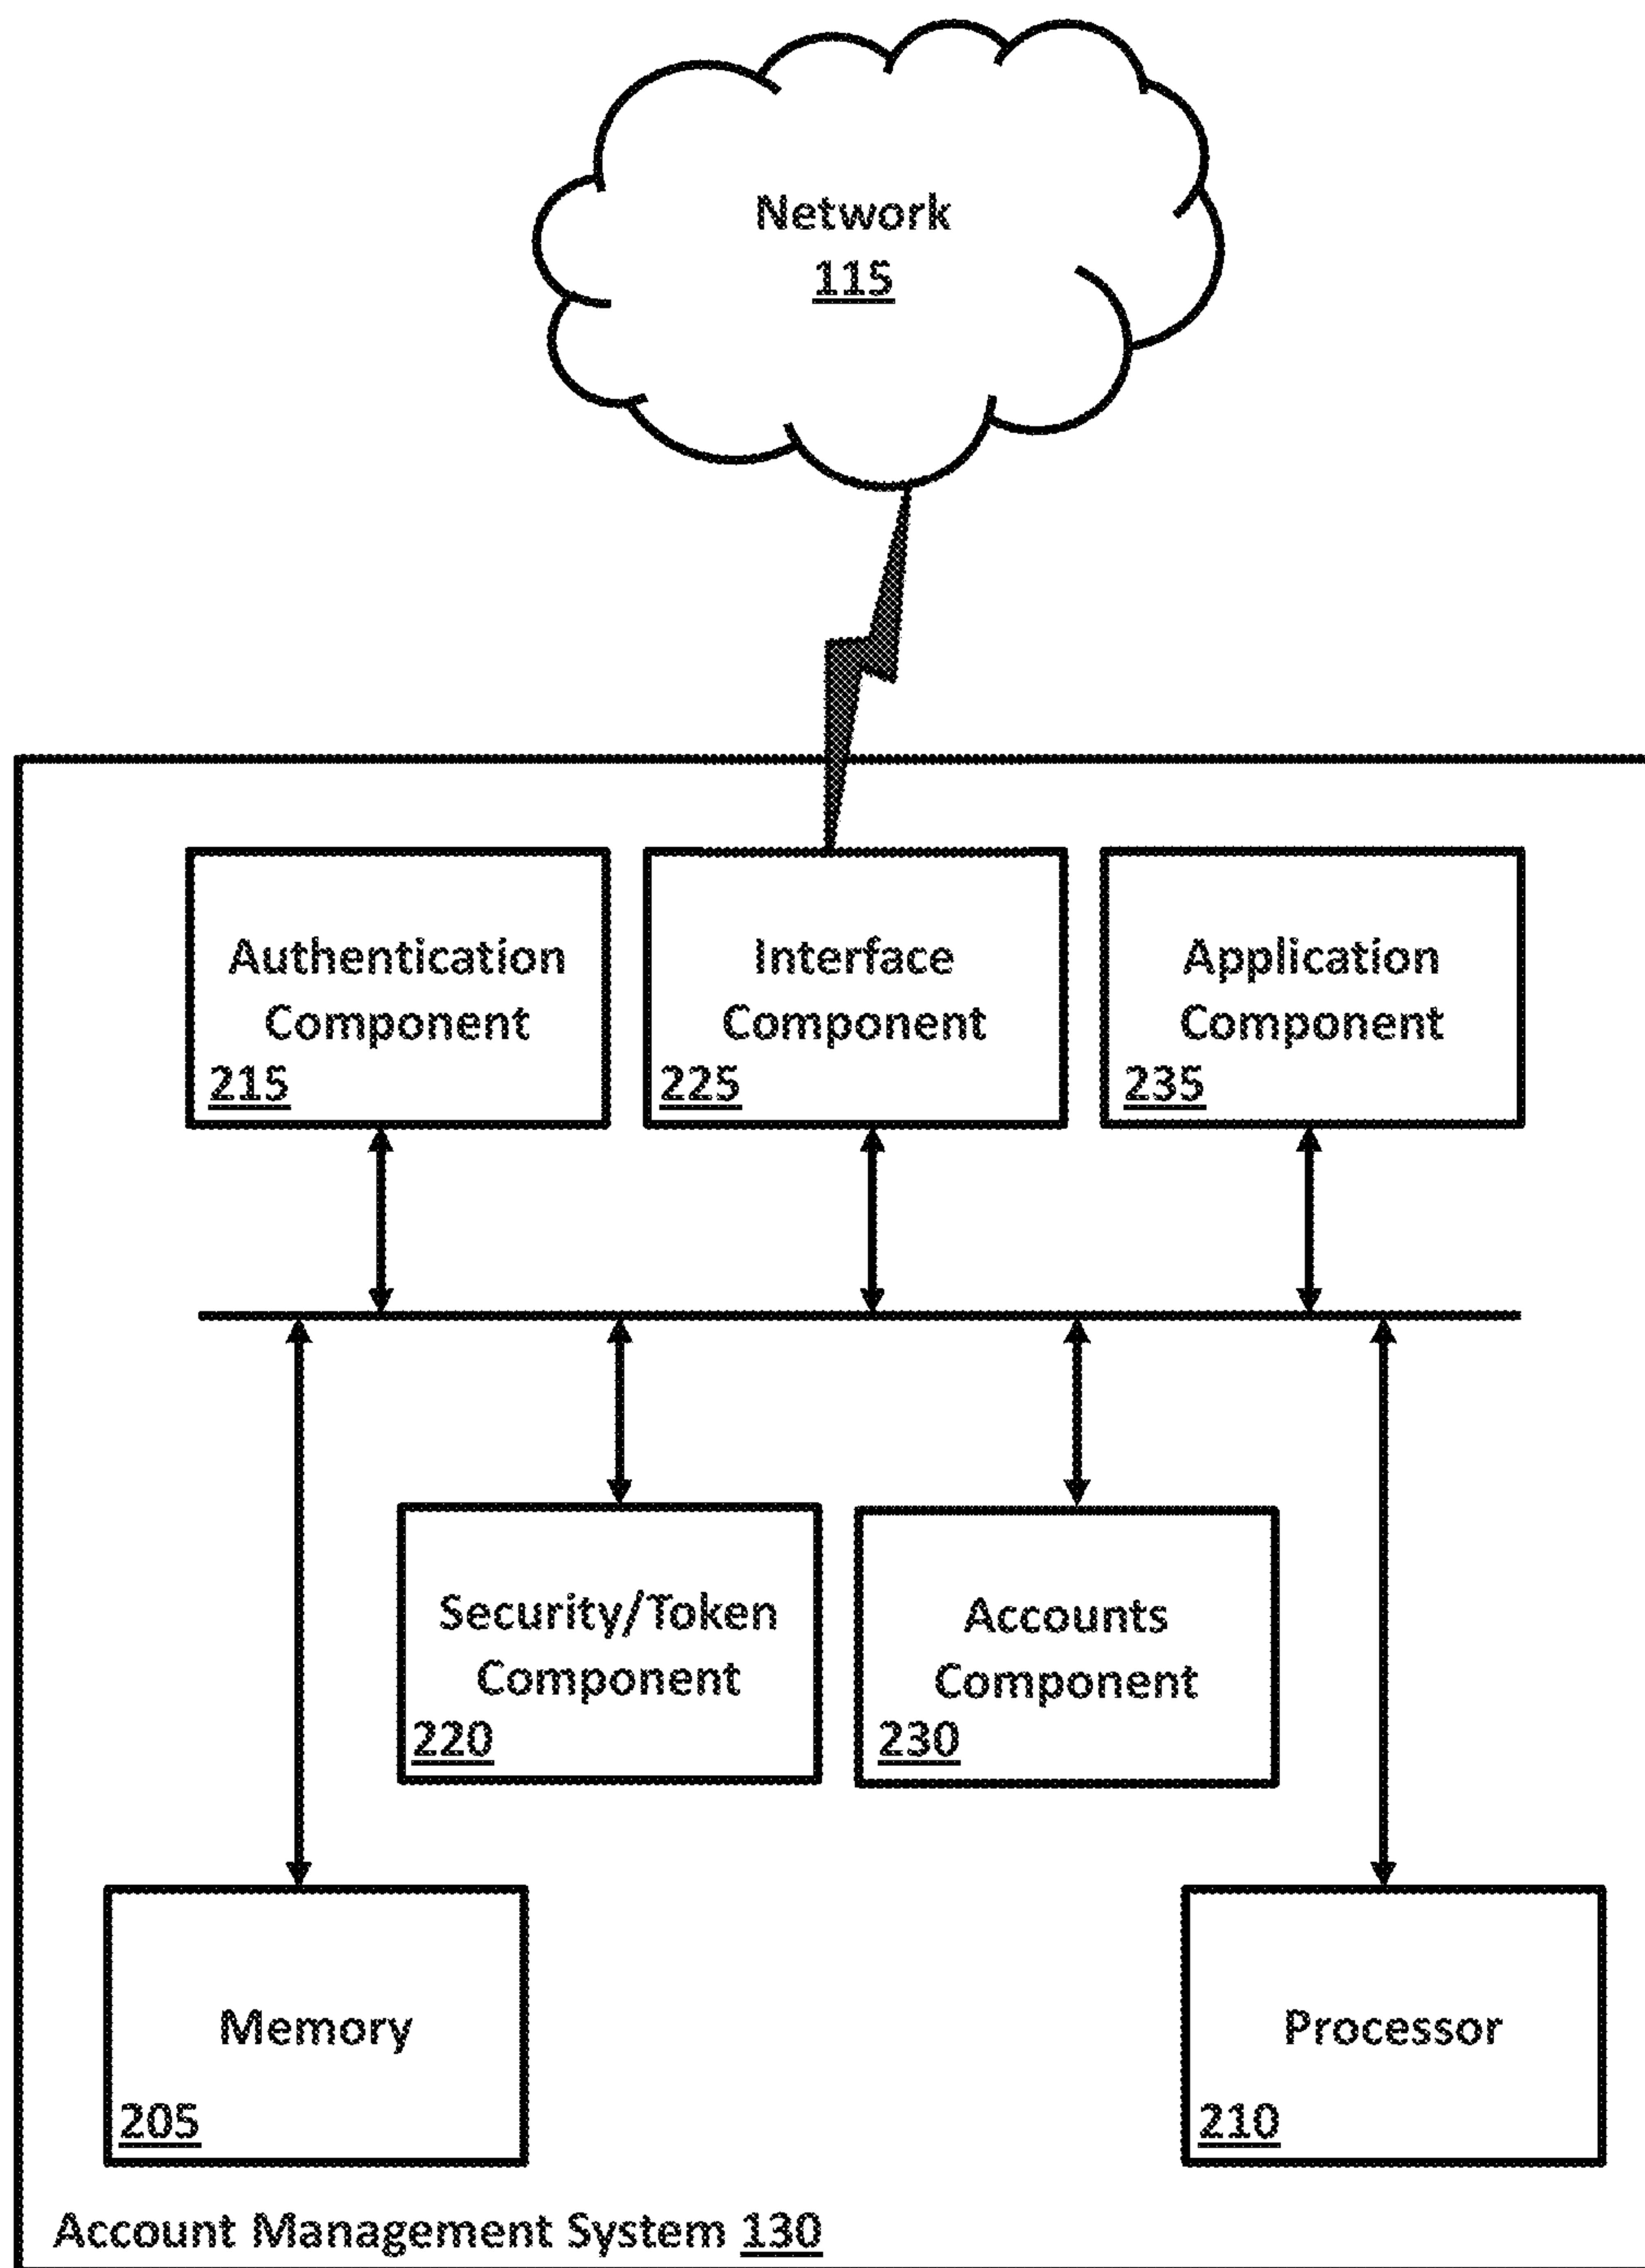 Network
115
Authentication
Component
215
Interface
Component
225
Application
Component
235
Security/Token
Component
220
Accounts
Component
230
Memory
205
Processor
210
Account Management System 130